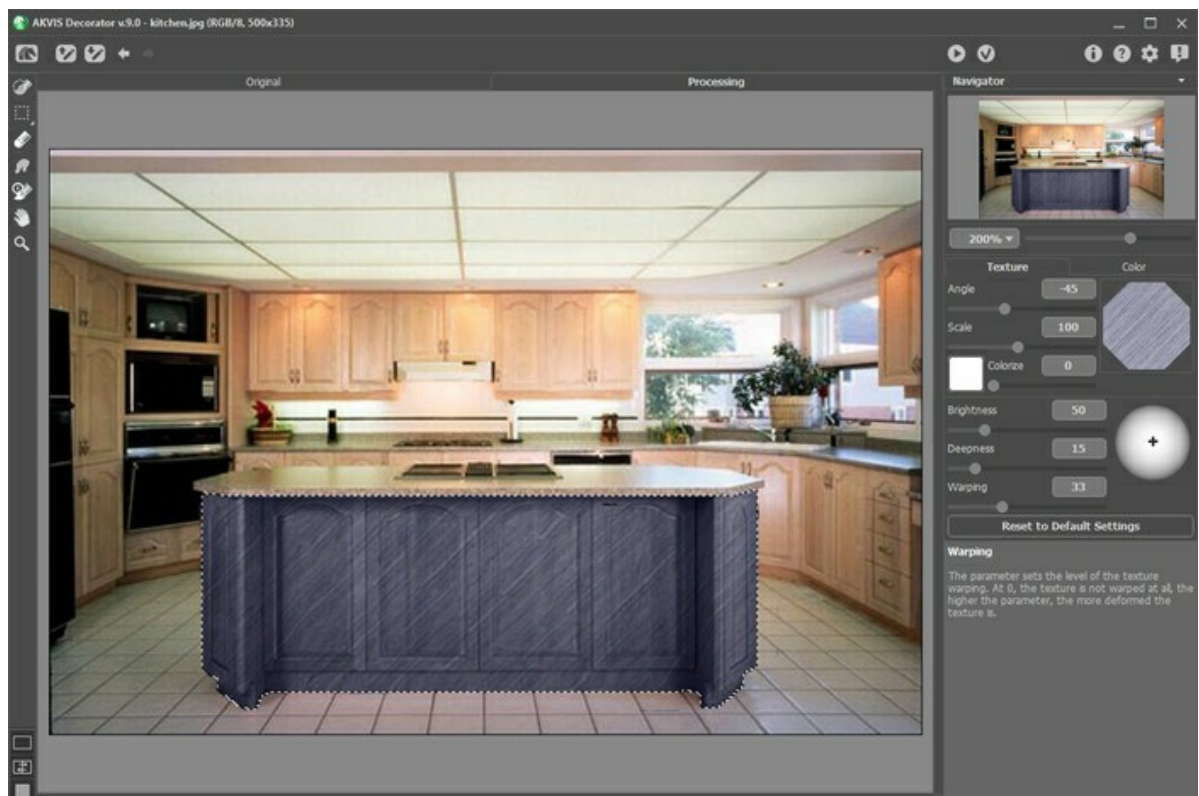 AKVIS Decorator v.9.0 - kitchen.jpg (RGB/8, 500x335)
Original
Processing
Navigator
200%
Texture
Color
Angle
-45
Scale
100
Colorize
0
Brightness
50
Deepness
15
Warping
33
Reset to Default Settings
Warping
The parameter sets the level of the texture
warping. At 0, the texture is not warped at all, the
higher the parameter, the more deformed the
texture is.